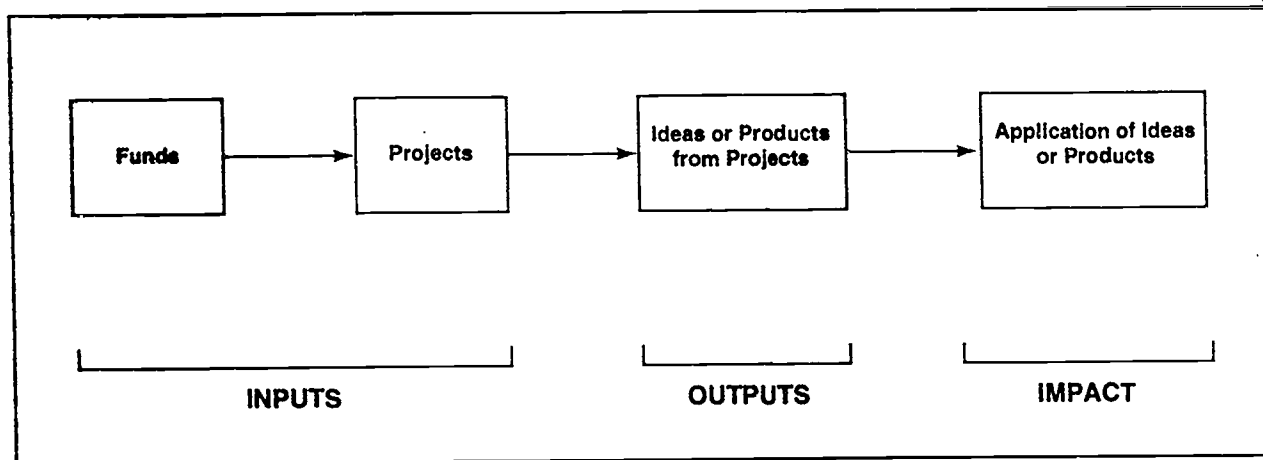 Funds
Projects
Ideas or Products
from Projects
Application of Ideas
or Products
INPUTS
OUTPUTS
IMPACT